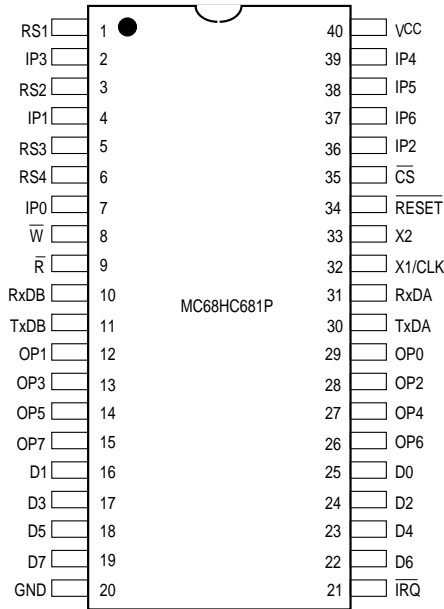 RS1 1 40 VCC
IP3 2 39 IP4
RS2 3 38 IP5
IP1 4 37 IP6
RS3 5 36 IP2
RS4 6 35 C̅S̅
IP0 7 34 R̅E̅S̅E̅T̅
W̅ 8 33 X2
R̅ 9 32 X1/CLK
RxDB 10 31 RxDA
MC68HC681P
TxDB 11 30 TxDA
OP1 12 29 OP0
OP3 13 28 OP2
OP5 14 27 OP4
OP7 15 26 OP6
D1 16 25 D0
D3 17 24 D2
D5 18 23 D4
D7 19 22 D6
GND 20 21 I̅R̅Q̅